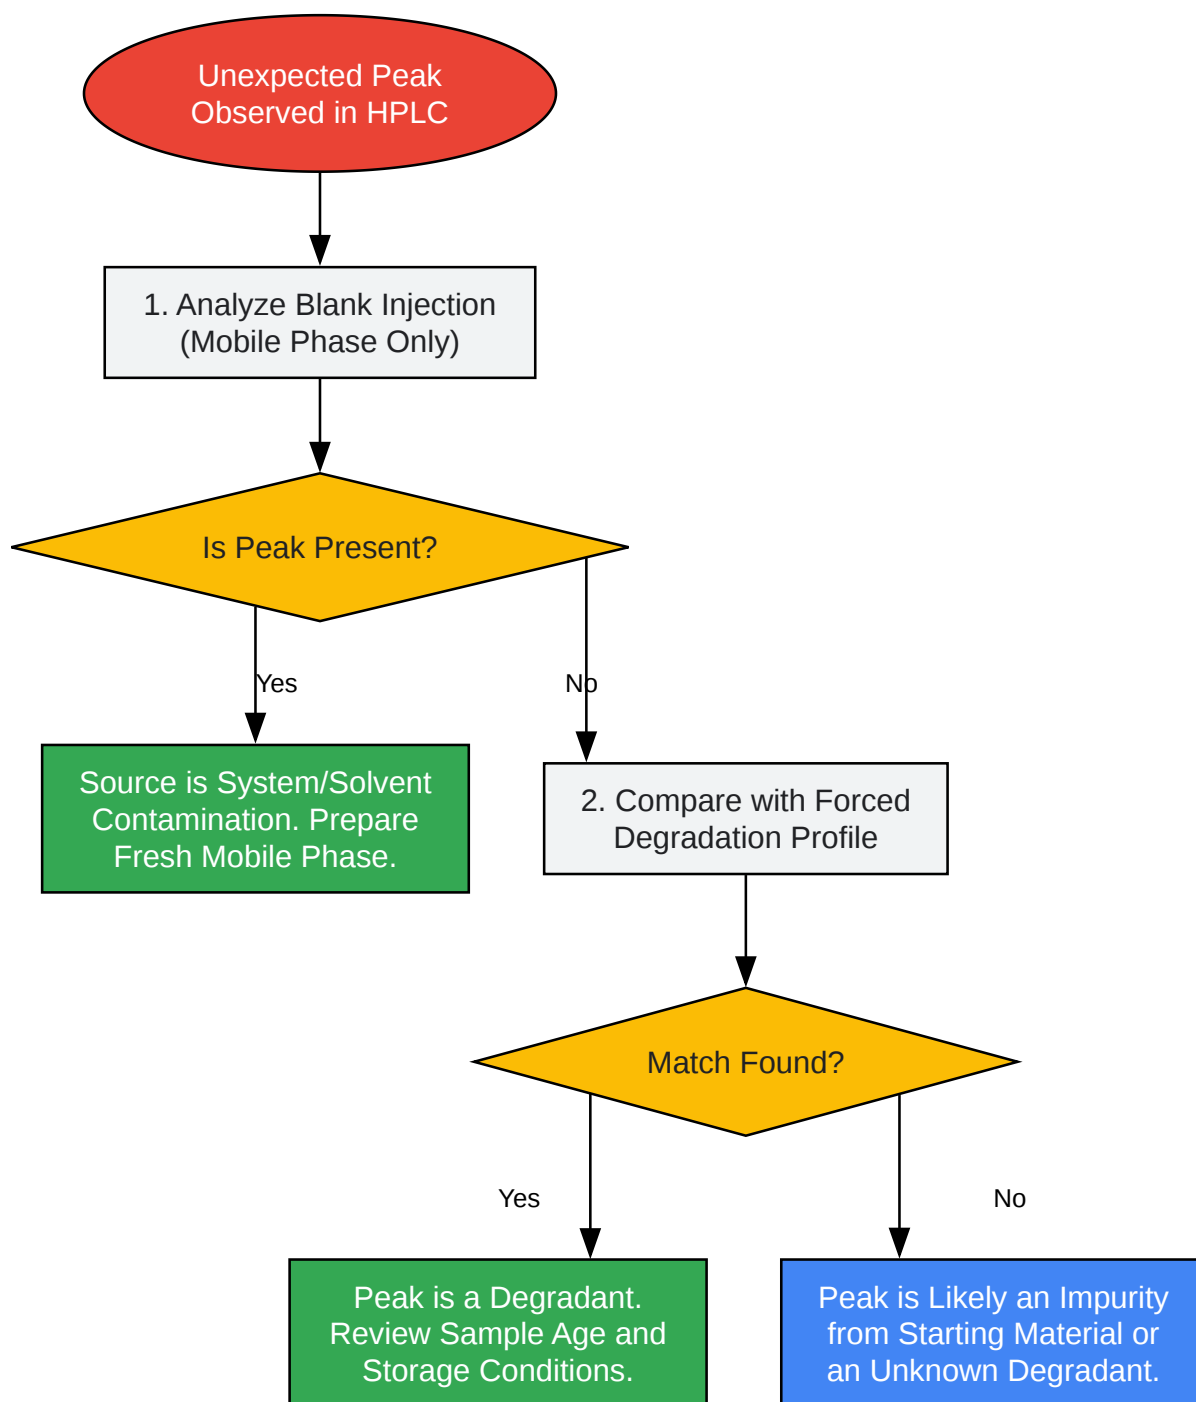 Unexpected Peak
Observed in HPLC
1. Analyze Blank Injection
(Mobile Phase Only)
Is Peak Present?
Yes
No
Source is System/Solvent
Contamination. Prepare
Fresh Mobile Phase.
2. Compare with Forced
Degradation Profile
Match Found?
Yes
No
Peak is a Degradant.
Review Sample Age and
Storage Conditions.
Peak is Likely an Impurity
from Starting Material or
an Unknown Degradant.